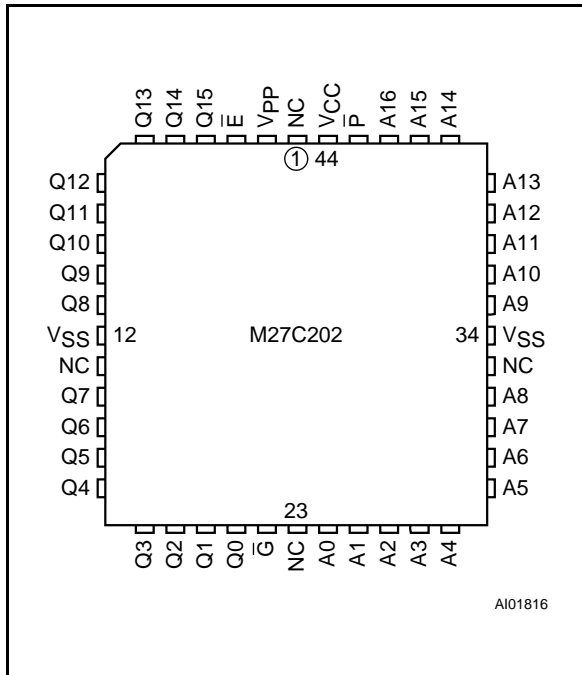 Q13 Q14 Q15 E̅ VPP NC VCC P̅ A16 A15 A14
1 44
Q12 A13
Q11 A12
Q10 A11
Q9 A10
Q8 A9
VSS 12 M27C202 34 VSS
NC NC
Q7 A8
Q6 A7
Q5 A6
Q4 A5
23
Q3 Q2 Q1 Q0 G̅ NC A0 A1 A2 A3 A4
AI01816